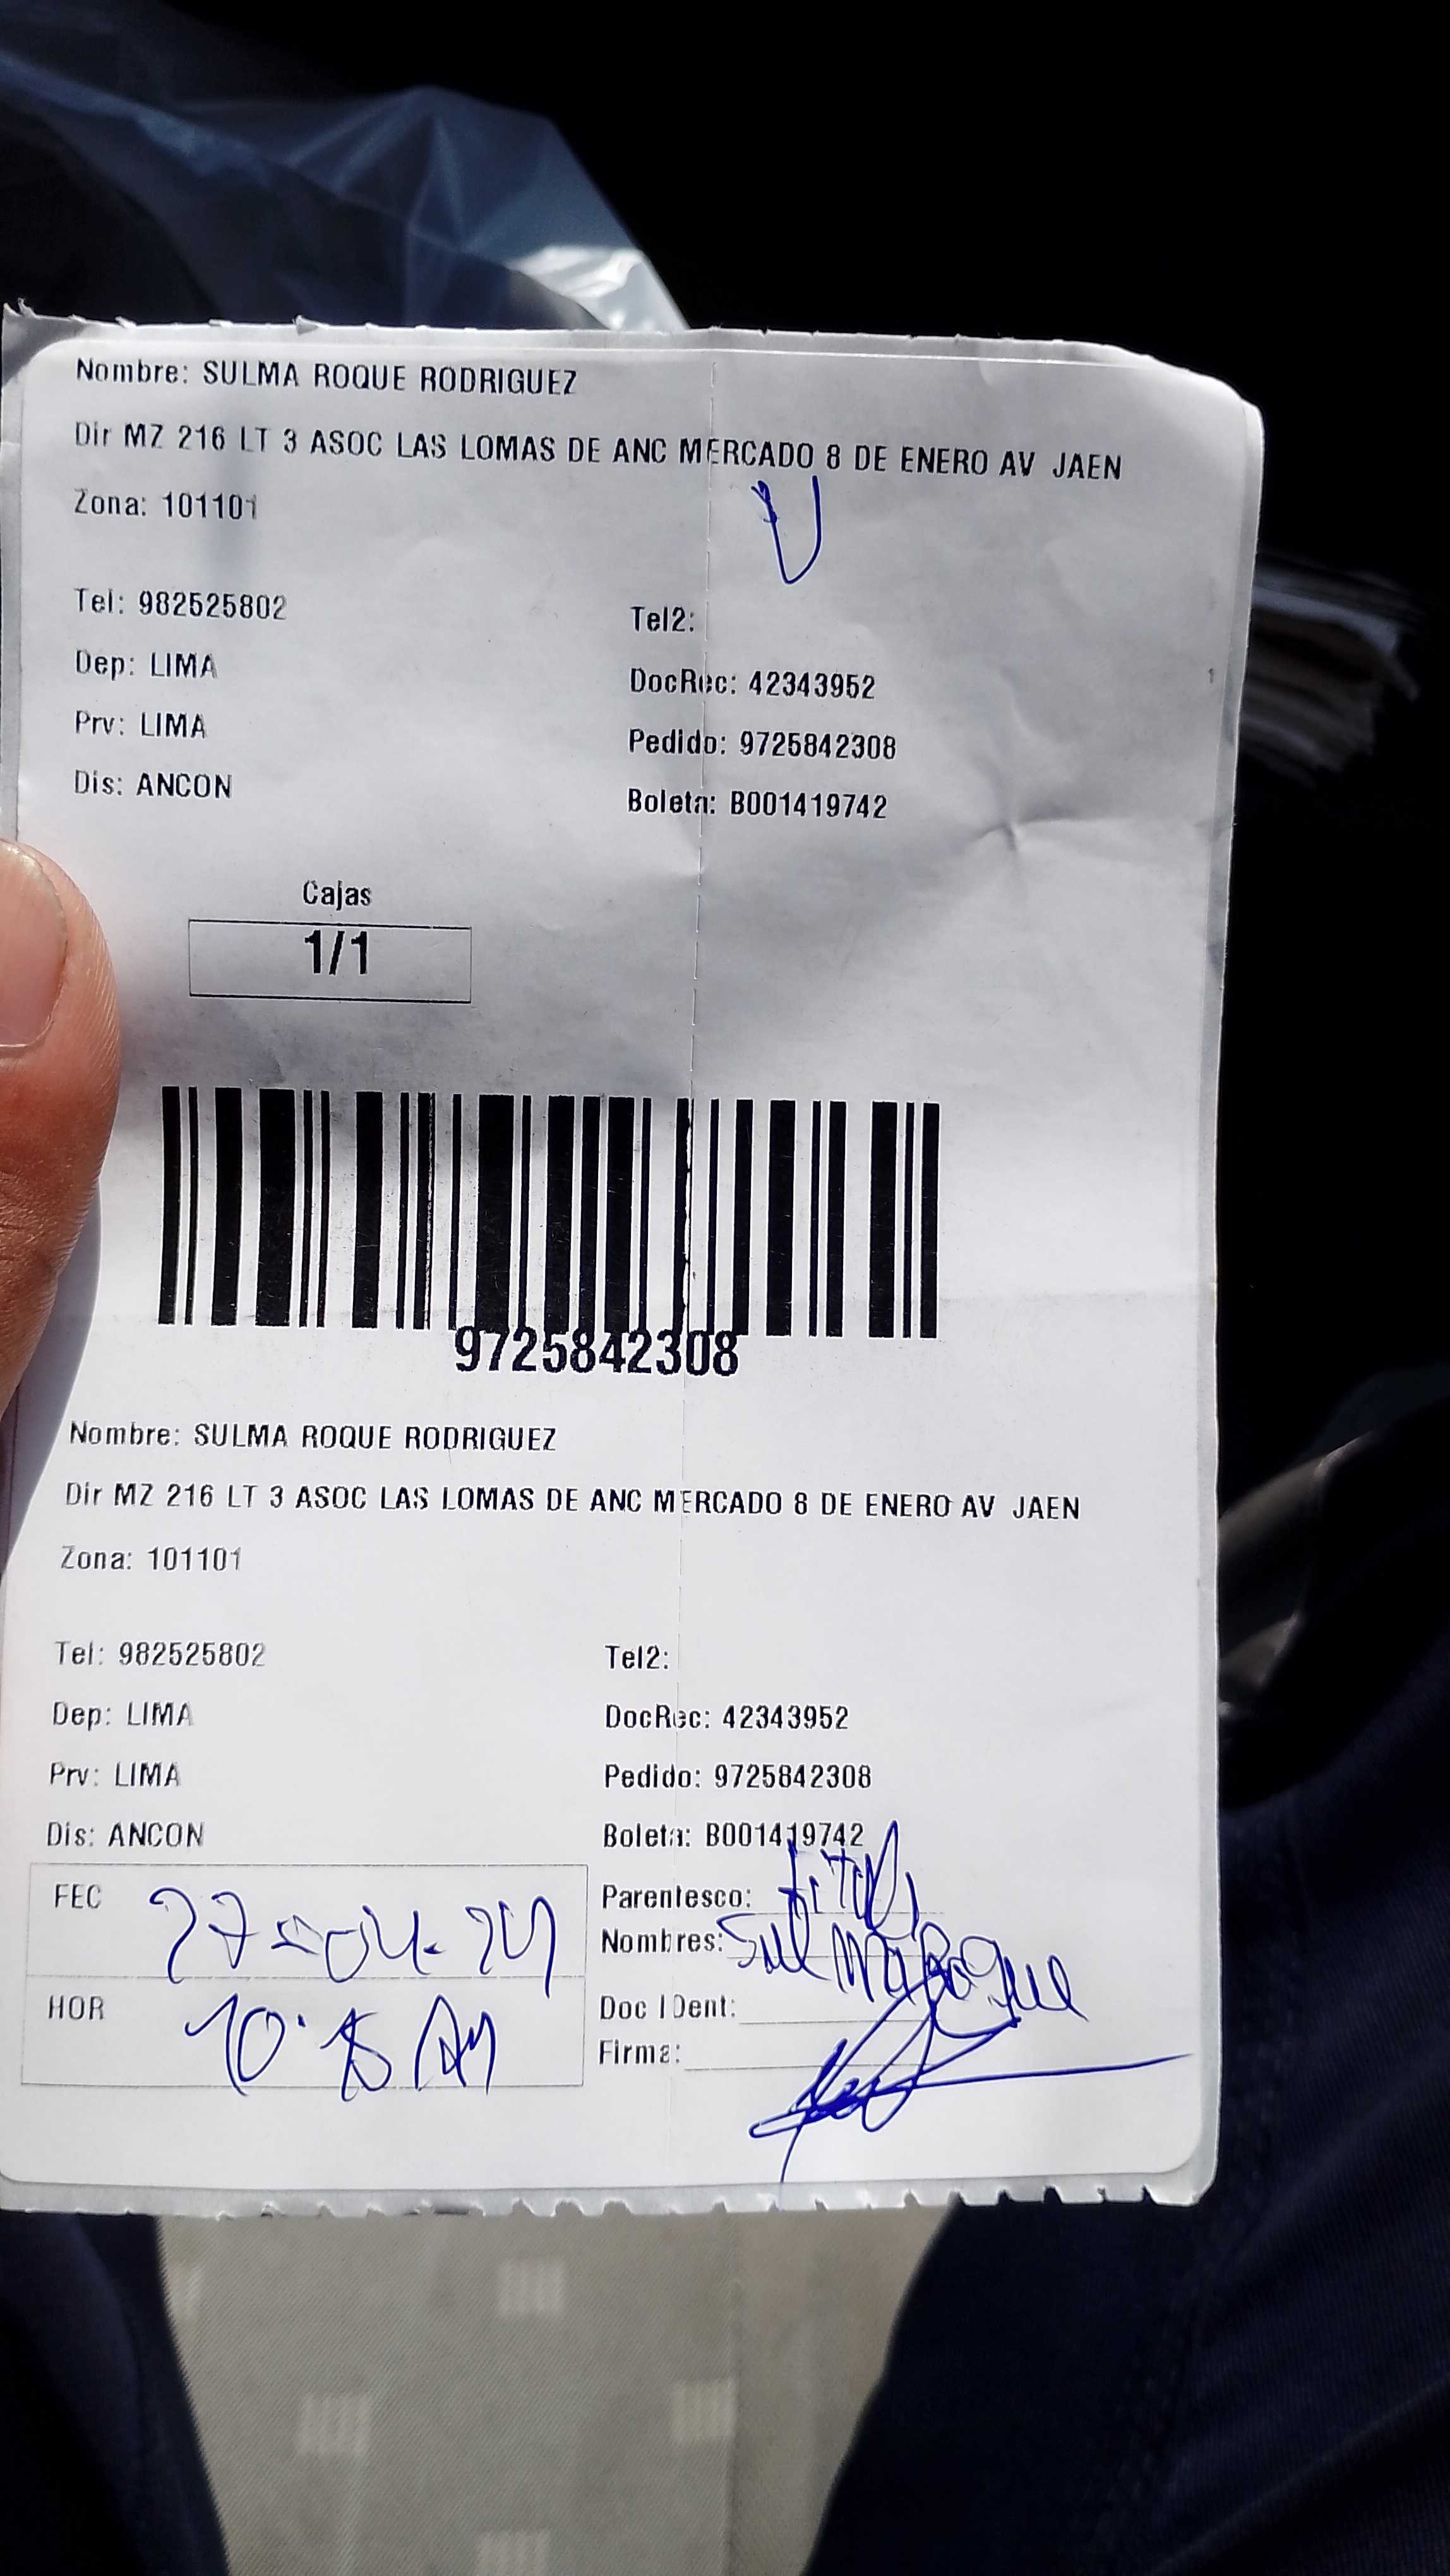 Nombre: SULMA ROQUE RODRIGUEZ
Dir MZ 216 LT 3 ASOC LAS LOMAS DE ANC MERCADO 8 DE ENERO AV JAEN
Zona: 101101
Tel: 982525802 Tel2:
Dep: LIMA DocRec: 42343952
Prv: LIMA Pedido: 9725842308
Dis: ANCON Boleta: B001419742
Cajas
1/1
9725842308
Nombre: SULMA ROQUE RODRIGUEZ
Dir MZ 216 LT 3 ASOC LAS LOMAS DE ANC MERCADO 8 DE ENERO AV JAEN
Zona: 101101
Tel: 982525802 Tel2:
Dep: LIMA DocRec: 42343952
Prv: LIMA Pedido: 9725842308
Dis: ANCON Boleta: B001419742
FEC 27-04-24 Parentesco:
Nombres: Sulma Roque
HOR Doc IDent:
Firma: